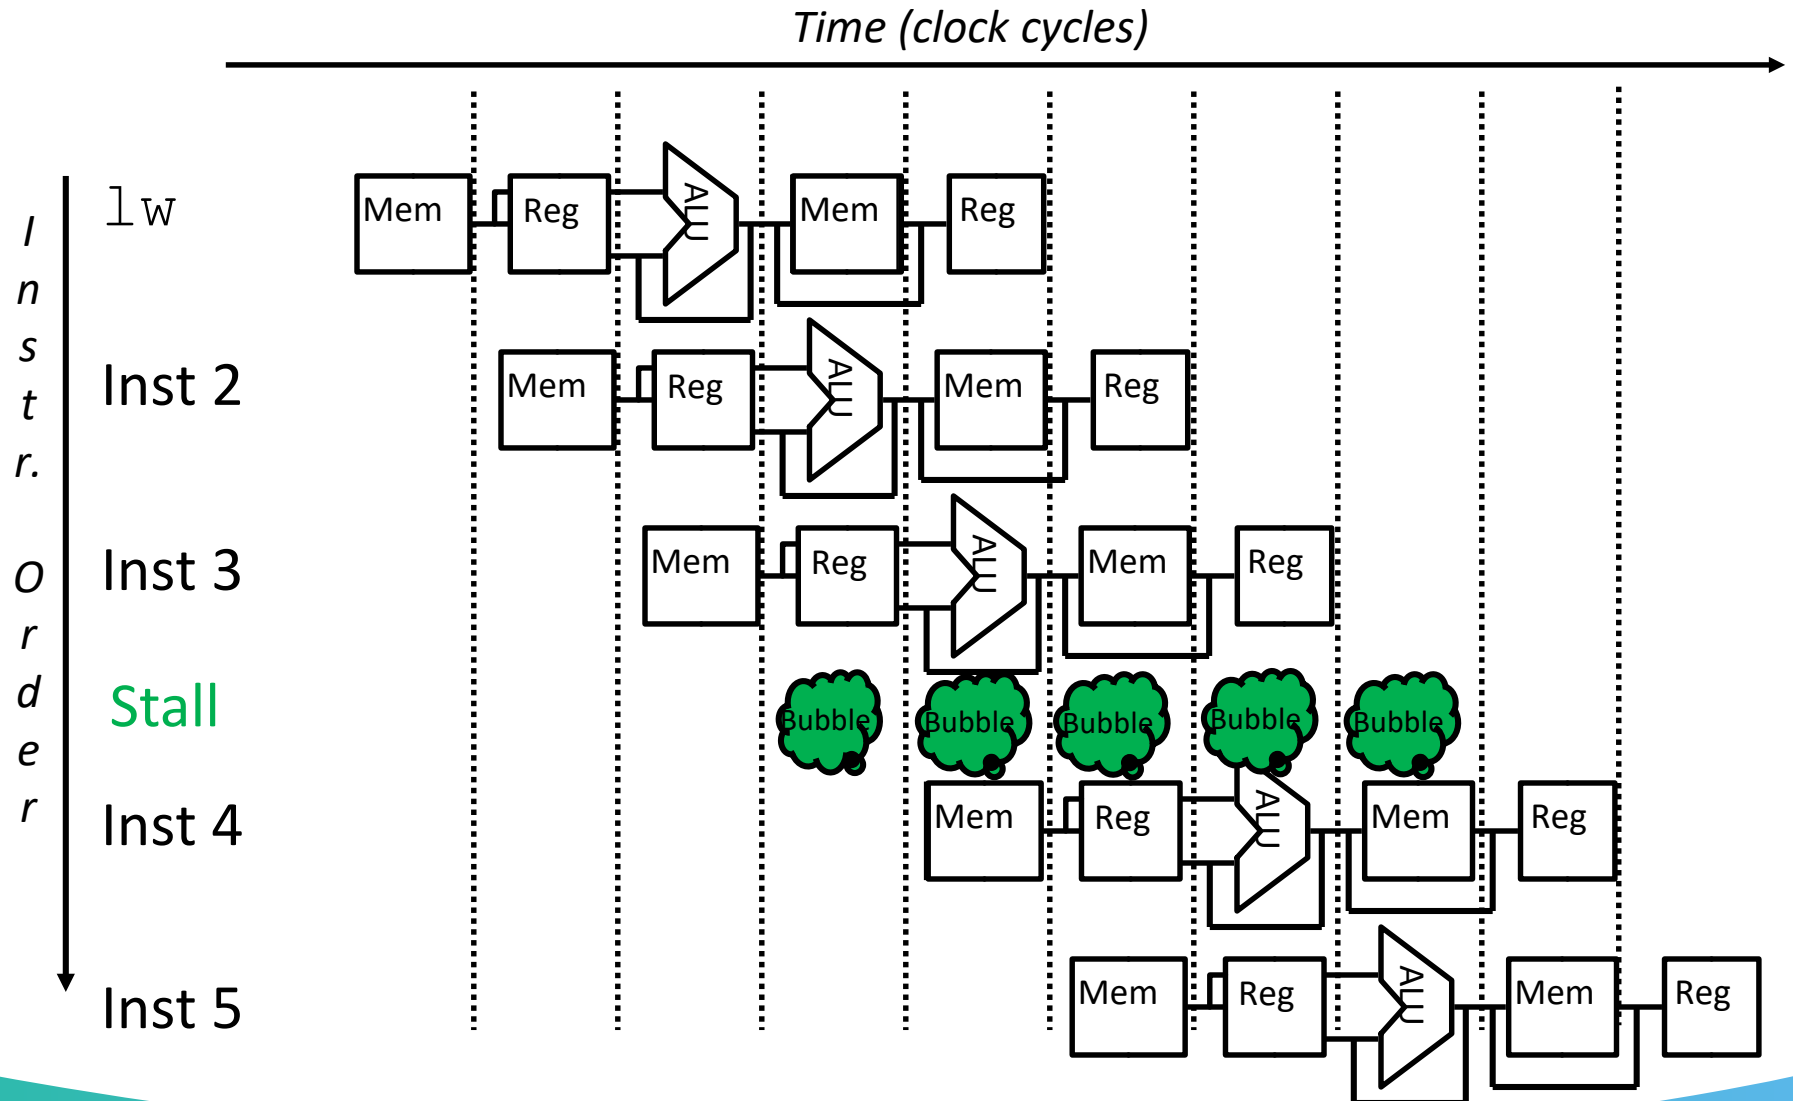 Time (clock cycles)
Instr. Order
lw
Mem Reg ALU Mem Reg
Inst 2
Mem Reg ALU Mem Reg
Inst 3
Mem Reg ALU Mem Reg
Stall
Bubble Bubble Bubble Bubble Bubble
Inst 4
Mem Reg ALU Mem Reg
Inst 5
Mem Reg ALU Mem Reg